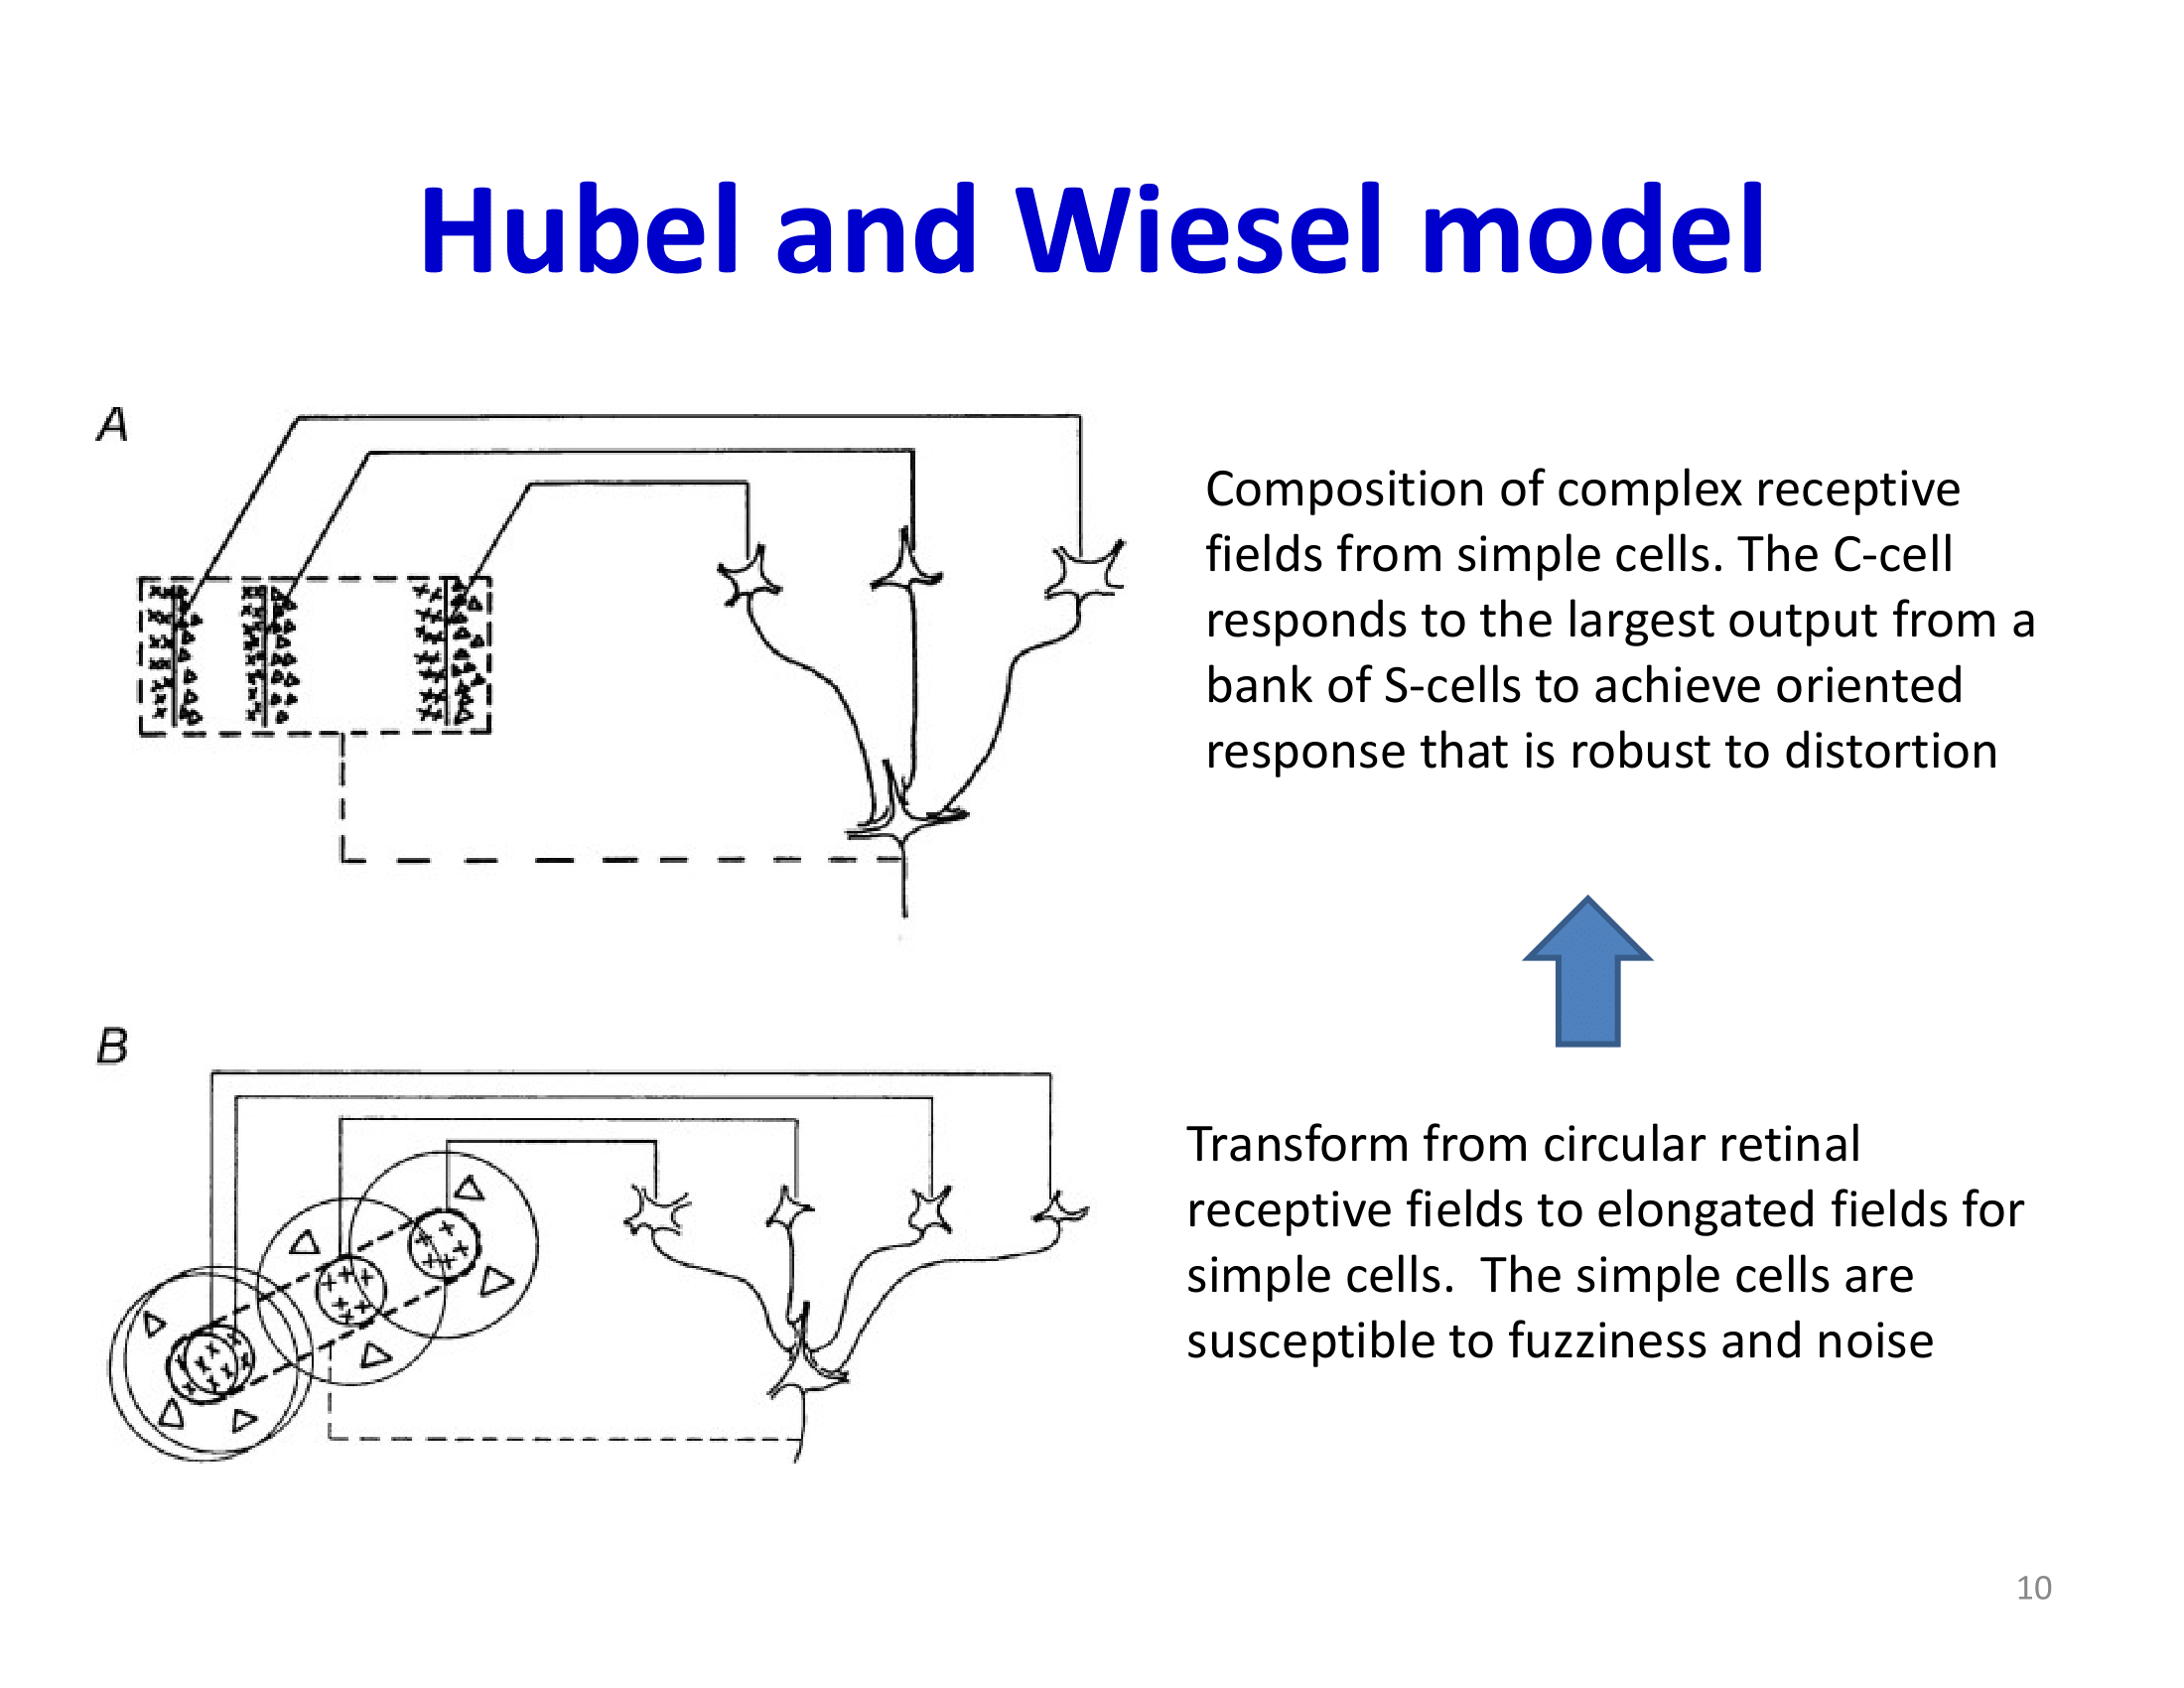 Hubel and Wiesel model
A
Composition of complex receptive
fields from simple cells. The C-cell
responds to the largest output from a
bank of S-cells to achieve oriented
response that is robust to distortion
B
Transform from circular retinal
receptive fields to elongated fields for
simple cells.  The simple cells are
susceptible to fuzziness and noise
10